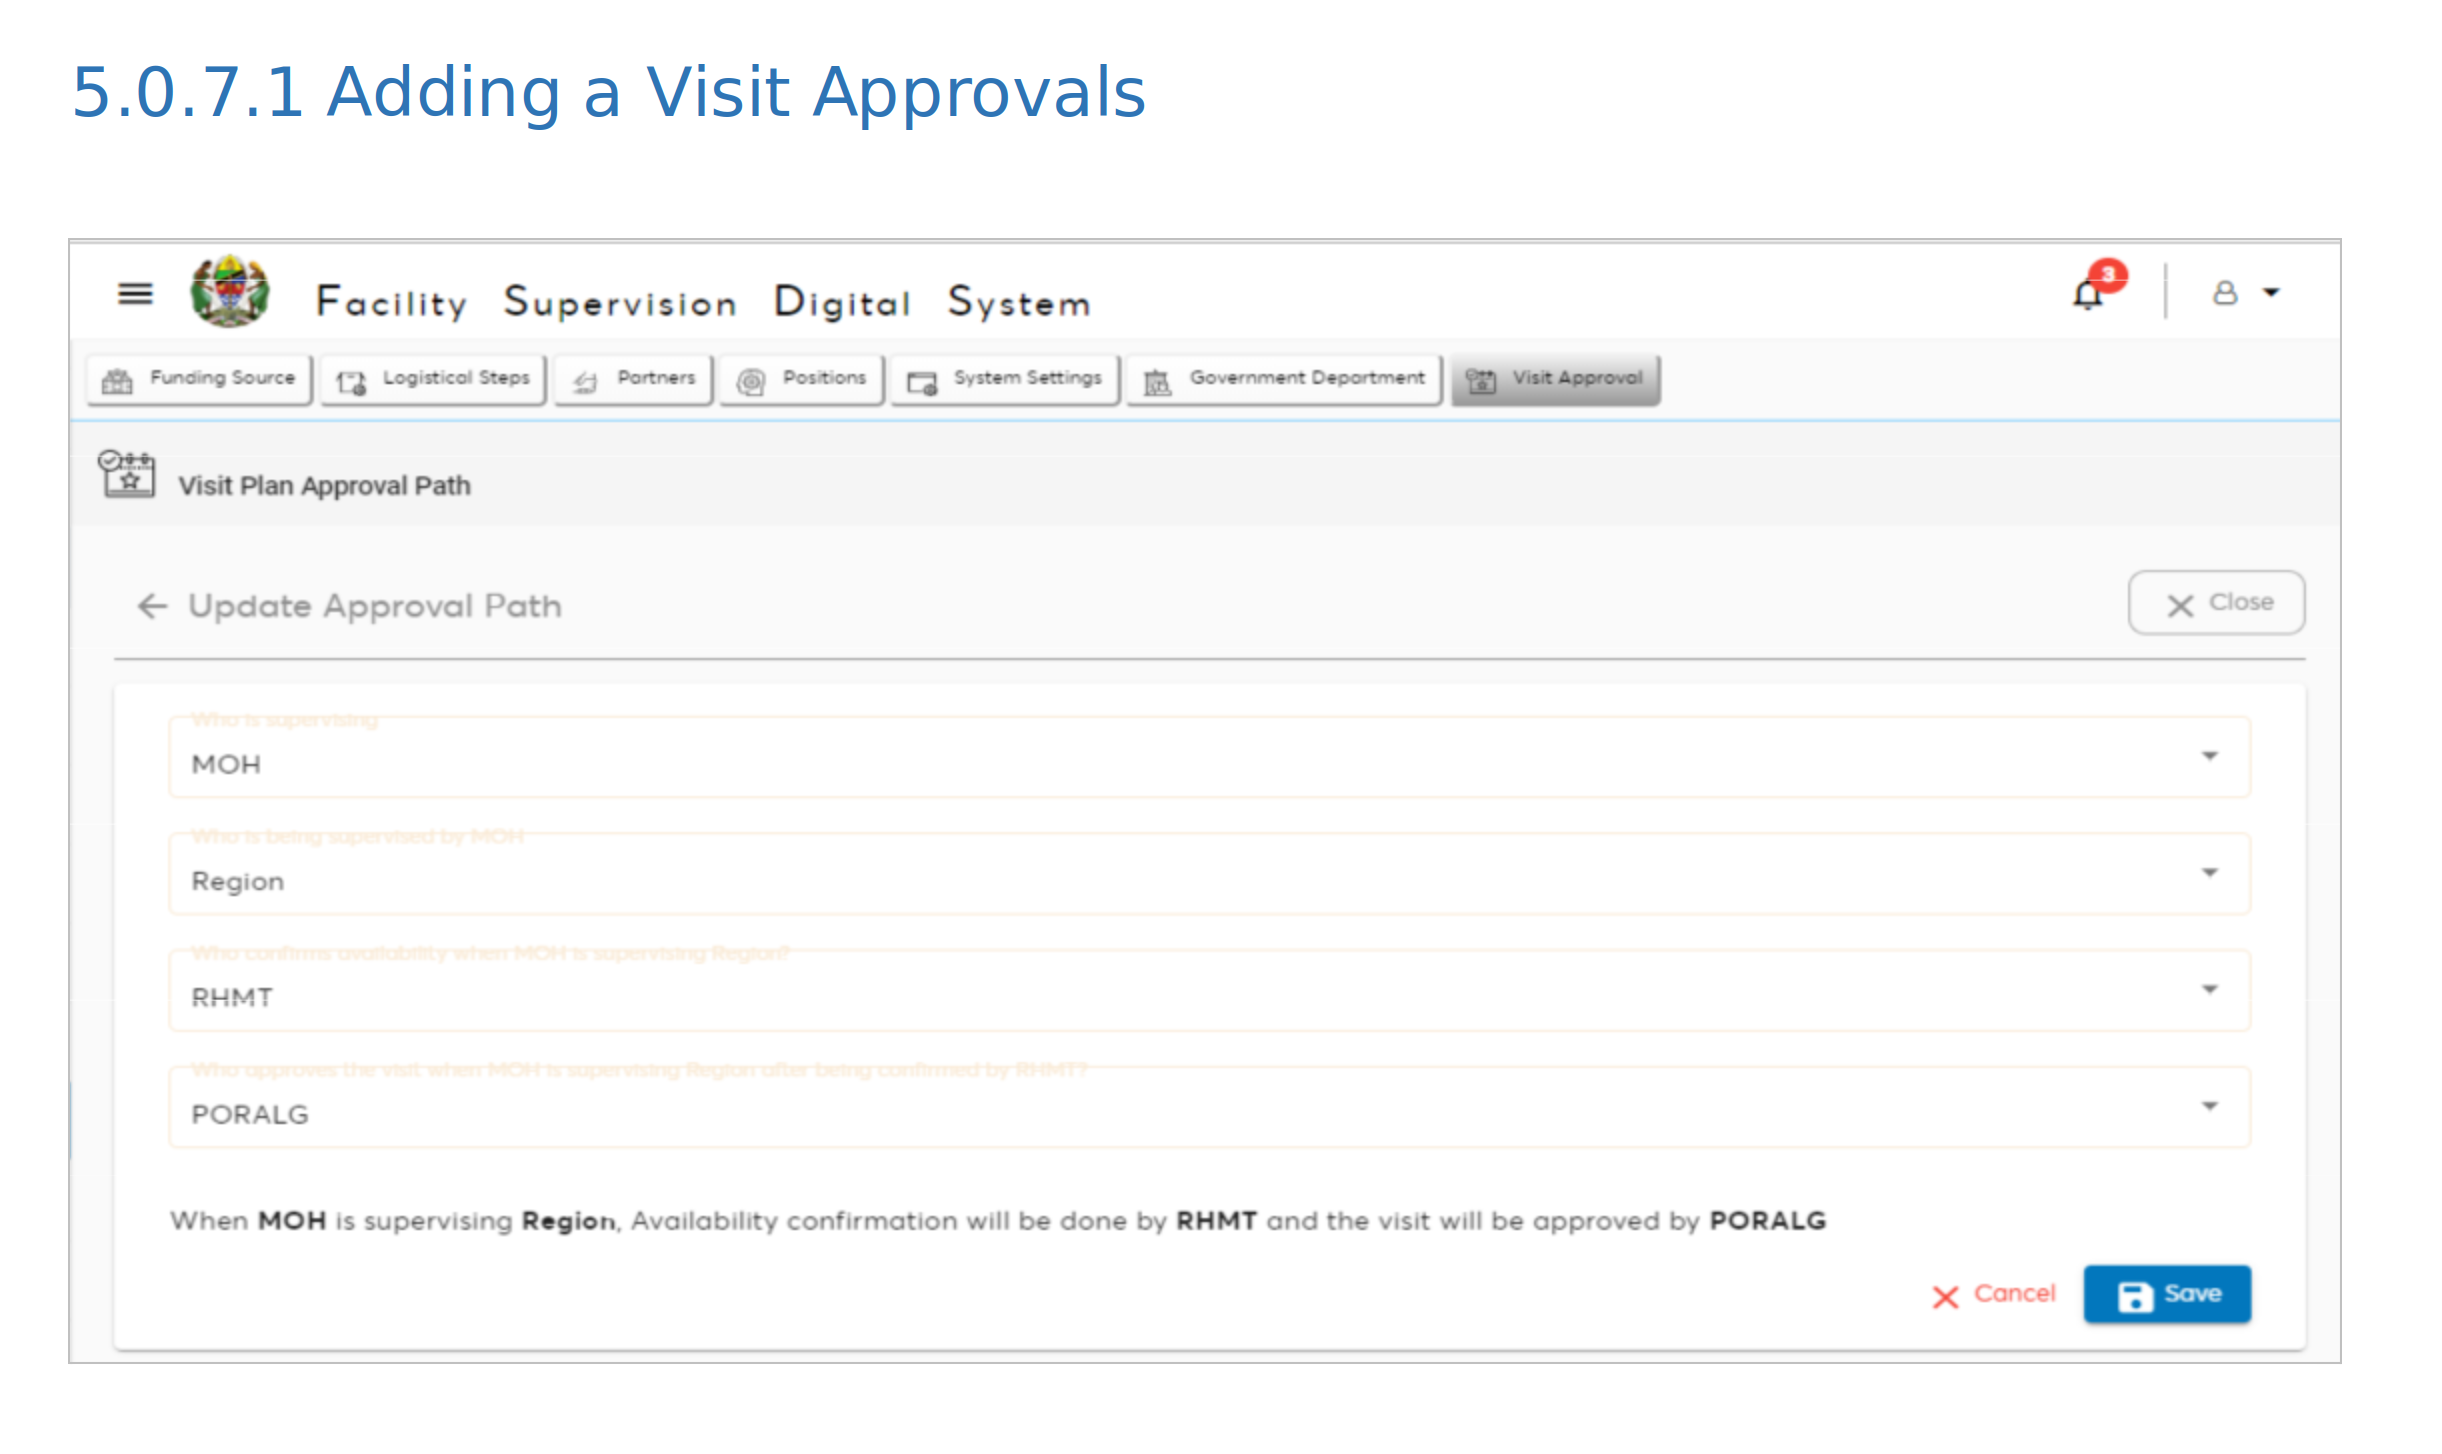 5.0.7.1 Adding a Visit Approvals
Facility Supervision Digital System
3
Funding Source Logistical Steps Partners Positions System Settings Government Department Visit Approval
Visit Plan Approval Path
Update Approval Path
Close
Who is supervising
MOH
Who is being supervised by MOH
Region
Who confirms availability when MOH is supervising Region?
RHMT
Who approves the visit when MOH is supervising Region after being confirmed by RHMT?
PORALG
When MOH is supervising Region, Availability confirmation will be done by RHMT and the visit will be approved by PORALG
Cancel Save